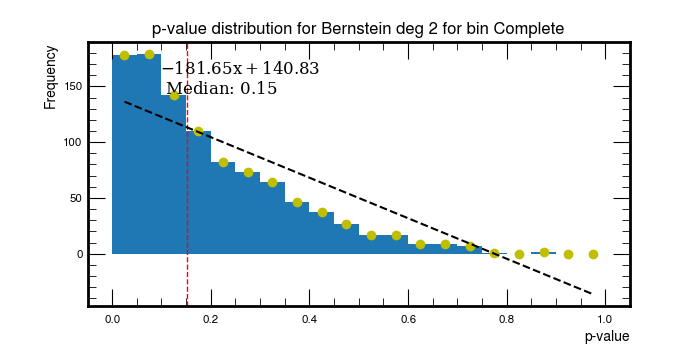 p-value distribution for Bernstein deg 2 for bin Complete
Frequency
150
100
50
0
−181.65x + 140.83
Median: 0.15
0.0 0.2 0.4 0.6 0.8 1.0
p-value